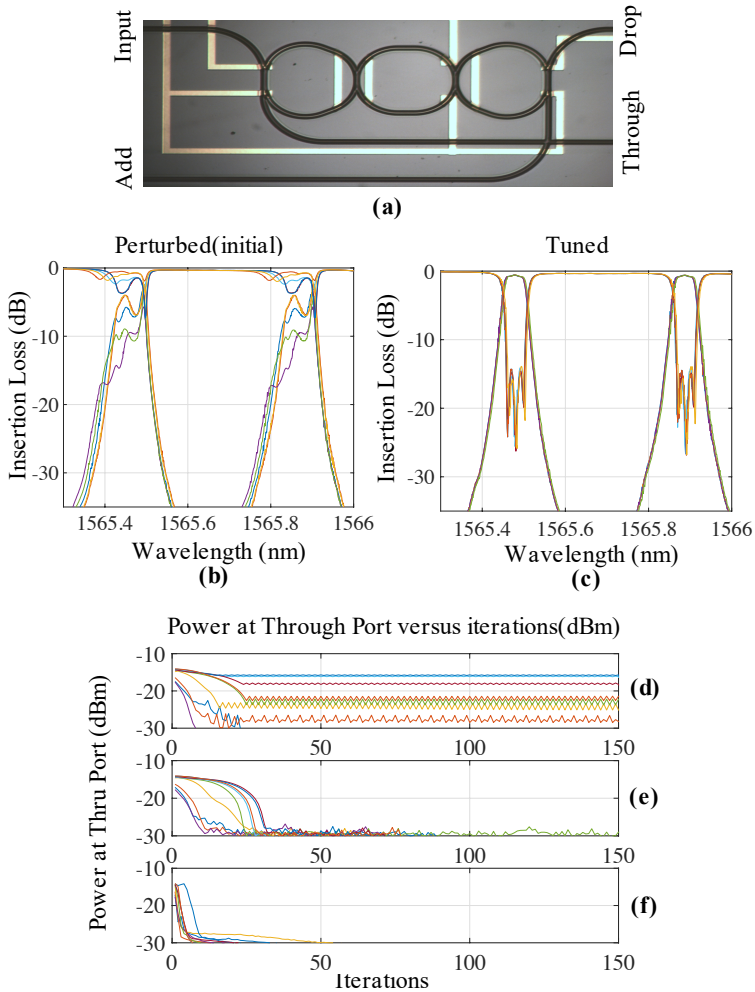 Input
Drop
Add
Through
(a)
Perturbed(initial)
Tuned
0
-10
-20
-30
Insertion Loss (dB)
1565.4 1565.6 1565.8 1566
Wavelength (nm)
(b)
0
-10
-20
-30
Insertion Loss (dB)
1565.4 1565.6 1565.8 1566
Wavelength (nm)
(c)
Power at Through Port versus iterations(dBm)
Power at Thru Port (dBm)
-10
-20
-30
0 50 100 150
(d)
-10
-20
-30
0 50 100 150
(e)
-10
-20
-30
0 50 100 150
(f)
Iterations